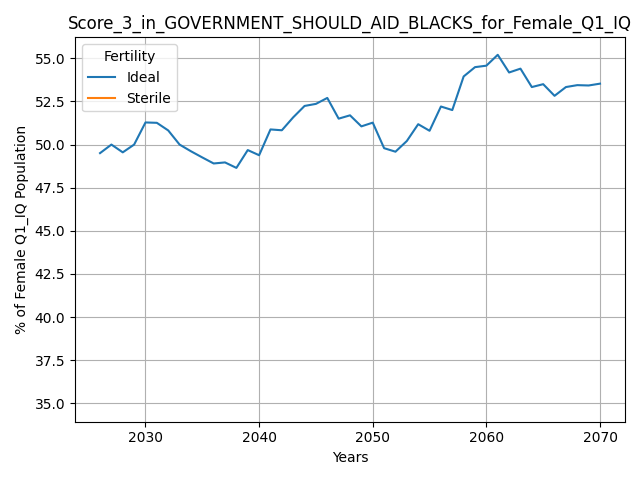 Score_3_in_GOVERNMENT_SHOULD_AID_BLACKS_for_Female_Q1_IQ
Fertility
Ideal
Sterile
% of Female Q1_IQ Population
55.0
52.5
50.0
47.5
45.0
42.5
40.0
37.5
35.0
2030
2040
2050
2060
2070
Years